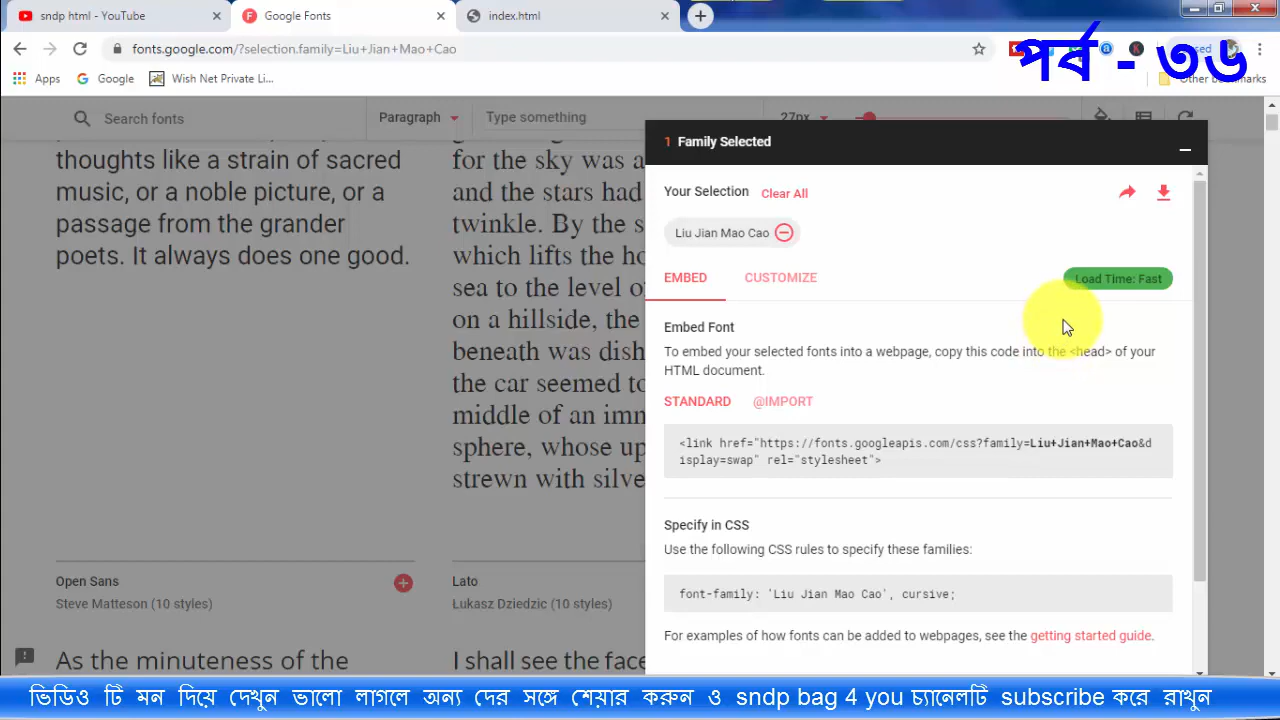 sndp html - YouTube
Google Fonts
index.html
fonts.google.com/?selection.family=Liu+Jian+Mao+Cao
পর্ব - ৩৬
Apps
Google
Wish Net Private Li...
Other bookmarks
Search fonts
Paragraph
Type something
27px
1 Family Selected
Your Selection Clear All
Liu Jian Mao Cao
EMBED CUSTOMIZE
Load Time: Fast
Embed Font
To embed your selected fonts into a webpage, copy this code into the <head> of your
HTML document.
STANDARD @IMPORT
<link href="https://fonts.googleapis.com/css?family=Liu+Jian+Mao+Cao&d
isplay=swap" rel="stylesheet">
Specify in CSS
Use the following CSS rules to specify these families:
font-family: 'Liu Jian Mao Cao', cursive;
For examples of how fonts can be added to webpages, see the getting started guide.
thoughts like a strain of sacred
music, or a noble picture, or a
passage from the grander
poets. It always does one good.
for the sky was a
and the stars had
twinkle. By the s
which lifts the ho
sea to the level o
on a hillside, the
beneath was dish
the car seemed to
middle of an imm
sphere, whose up
strewn with silve
Open Sans
Steve Matteson (10 styles)
Lato
Łukasz Dziedzic (10 styles)
As the minuteness of the
I shall see the face
ভিডিও টি মন দিয়ে দেখুন ভালো লাগলে অন্য দের সঙ্গে শেয়ার করুন ও sndp bag 4 you চ্যানেলটি subscribe করে রাখুন